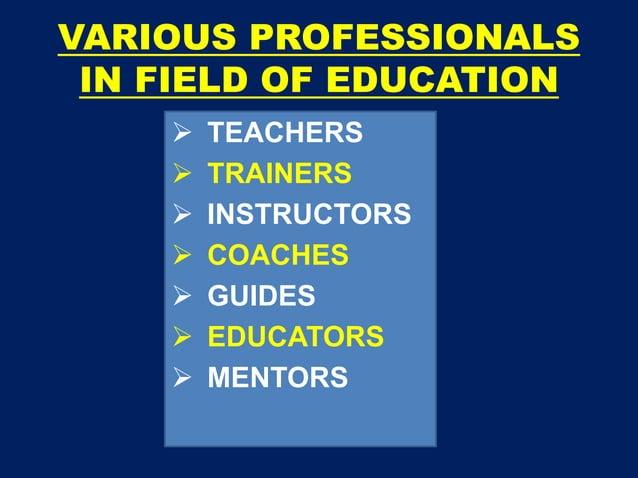 VARIOUS PROFESSIONALS
IN FIELD OF EDUCATION
➢ TEACHERS
➢ TRAINERS
➢ INSTRUCTORS
➢ COACHES
➢ GUIDES
➢ EDUCATORS
➢ MENTORS